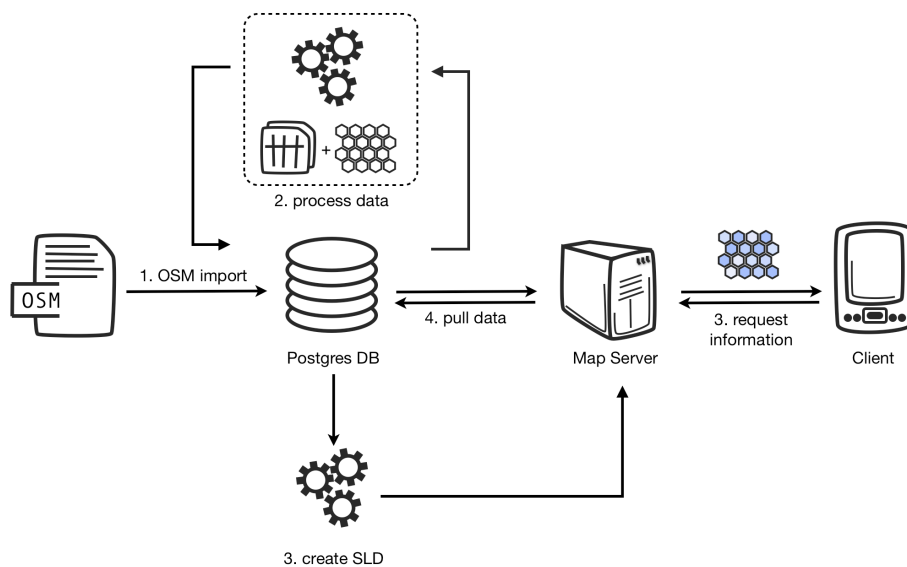 +
2. process data
OSM
1. OSM import
Postgres DB
4. pull data
Map Server
3. request
information
Client
3. create SLD